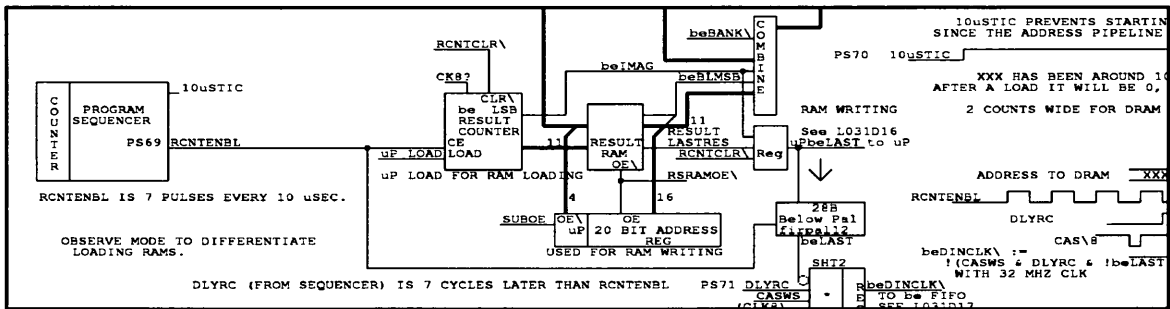 10uSTIC PREVENTS STARTIN
SINCE THE ADDRESS PIPELINE
PS70 10uSTIC
XXX HAS BEEN AROUND 10
AFTER A LOAD IT WILL BE 0,
2 COUNTS WIDE FOR DRAM
RCNTCLR\
CK8?
beIMAG
beBANK\
beBLMSB
COMBINE
COUNTER
PROGRAM
SEQUENCER
10uSTIC
PS69
RCNTENBL
CLR\
be LSB
RESULT
COUNTER
CE
LOAD
uP LOAD
uP LOAD FOR RAM LOADING
11
RESULT
RAM
OE\
11
RESULT
LASTRES
RCNTCLR\
RAM WRITING
See L031D16
Reg
uPbeLAST to uP
RSRAMOE\
RCNTENBL IS 7 PULSES EVERY 10 uSEC.
4
16
SUBOE
OE\
uP
OE
20 BIT ADDRESS
REG
USED FOR RAM WRITING
28B
Below Pal
firpal12
beLAST
OBSERVE MODE TO DIFFERENTIATE
LOADING RAMS.
ADDRESS TO DRAM XXX
RCNTENBL
DLYRC
CAS\8
beDINCLK\ :=
!(CASWS & DLYRC & !beLAST
WITH 32 MHZ CLK
DLYRC (FROM SEQUENCER) IS 7 CYCLES LATER THAN RCNTENBL
SHT2
PS71 DLYRC
CASWS
beDINCLK\
TO be FIFO
SEE L031D17
(CLK8\
RE